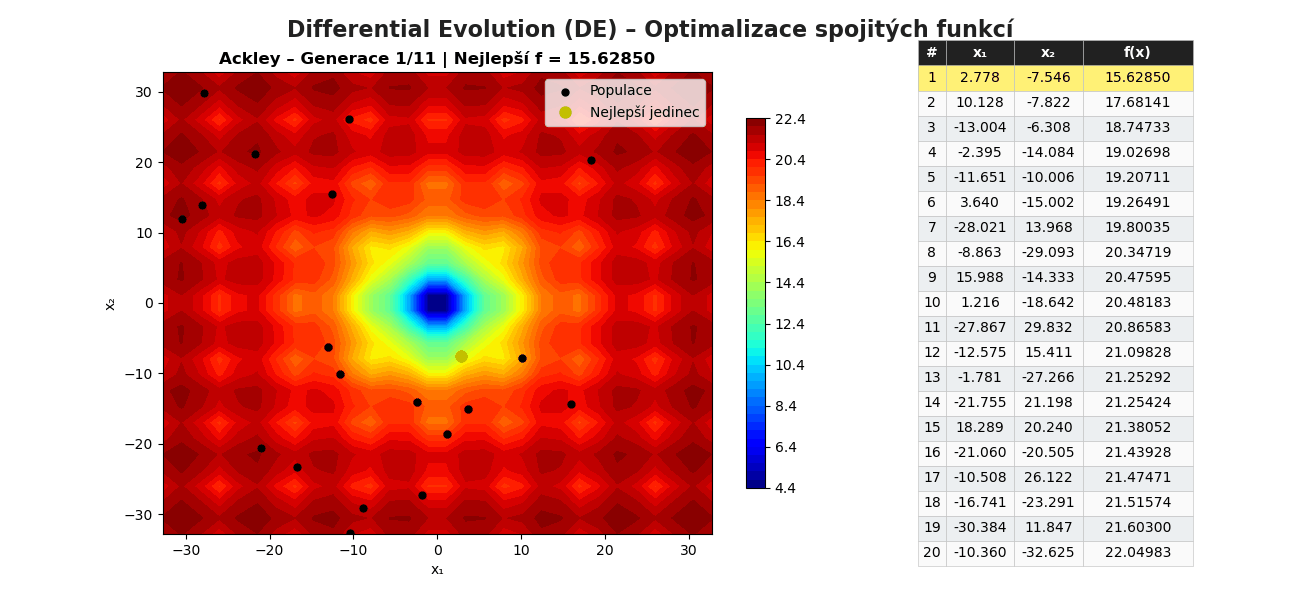 Differential Evolution (DE) – Optimalizace spojitých funkcí
Ackley – Generace 1/11 | Nejlepší f = 15.62850
Populace
Nejlepší jedinec
30
20
10
0
−10
−20
−30
x₂
−30
−20
−10
0
10
20
30
x₁
22.4
20.4
18.4
16.4
14.4
12.4
10.4
8.4
6.4
4.4
# x₁ x₂ f(x)
1 2.778 -7.546 15.62850
2 10.128 -7.822 17.68141
3 -13.004 -6.308 18.74733
4 -2.395 -14.084 19.02698
5 -11.651 -10.006 19.20711
6 3.640 -15.002 19.26491
7 -28.021 13.968 19.80035
8 -8.863 -29.093 20.34719
9 15.988 -14.333 20.47595
10 1.216 -18.642 20.48183
11 -27.867 29.832 20.86583
12 -12.575 15.411 21.09828
13 -1.781 -27.266 21.25292
14 -21.755 21.198 21.25424
15 18.289 20.240 21.38052
16 -21.060 -20.505 21.43928
17 -10.508 26.122 21.47471
18 -16.741 -23.291 21.51574
19 -30.384 11.847 21.60300
20 -10.360 -32.625 22.04983